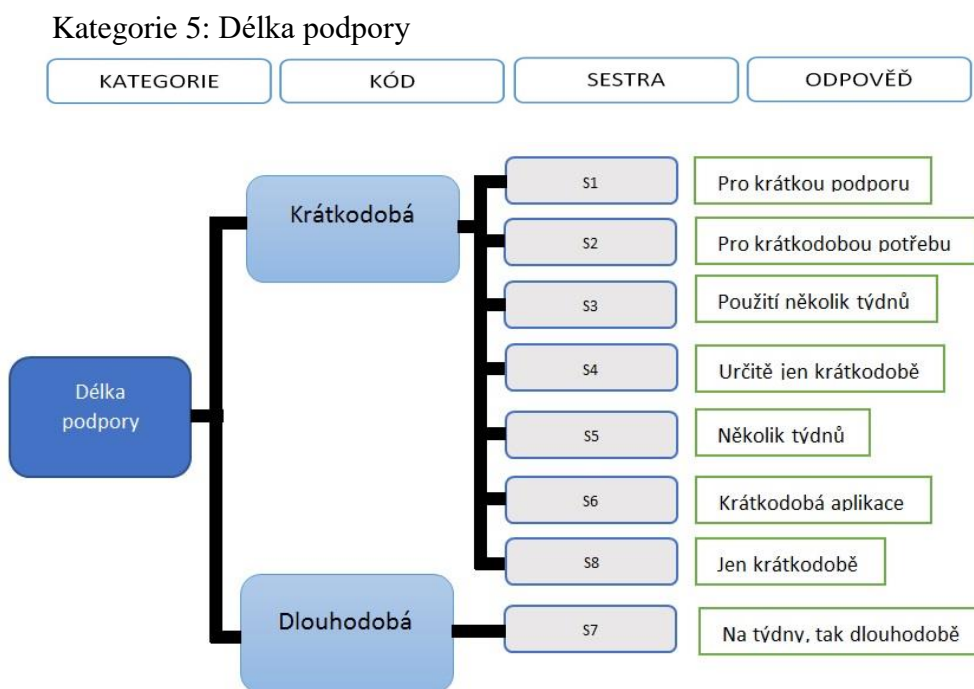 Kategorie 5: Délka podpory
KATEGORIE
KÓD
SESTRA
ODPOVĚĎ
Délka
podpory
Krátkodobá
S1
Pro krátkou podporu
S2
Pro krátkodobou potřebu
S3
Použití několik týdnů
S4
Určitě jen krátkodobě
S5
Několik týdnů
S6
Krátkodobá aplikace
S8
Jen krátkodobě
Dlouhodobá
S7
Na týdny, tak dlouhodobě